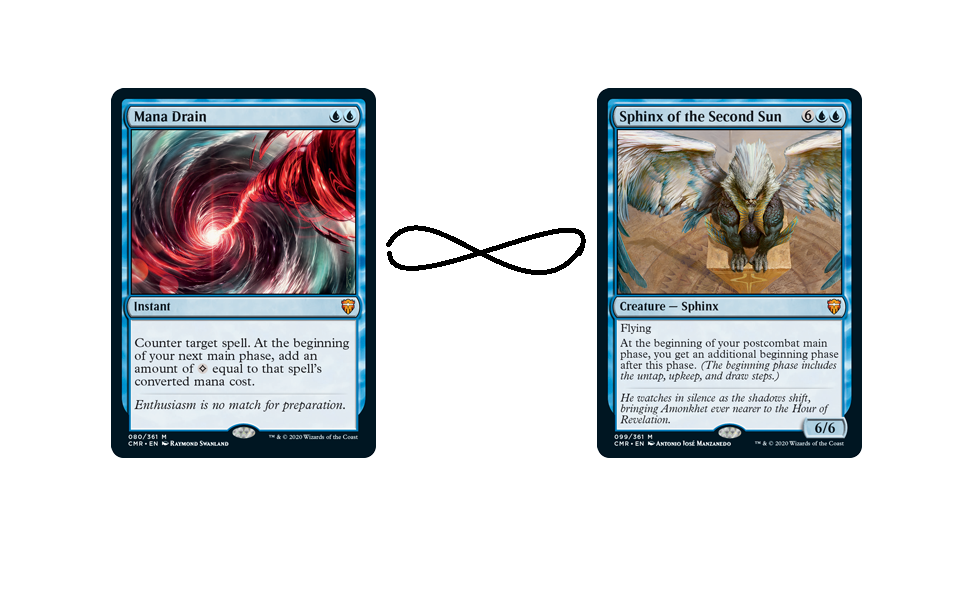 Mana Drain
Instant
Counter target spell. At the beginning
of your next main phase, add an
amount of equal to that spell's
converted mana cost.
Enthusiasm is no match for preparation.
080/361 M
CMR • EN RAYMOND SWANLAND
™ & © 2020 Wizards of the Coast
Sphinx of the Second Sun 6
Creature — Sphinx
Flying
At the beginning of your postcombat main
phase, you get an additional beginning phase
after this phase. (The beginning phase includes
the untap, upkeep, and draw steps.)
He watches in silence as the shadows shift,
bringing Amonkhet ever nearer to the Hour of
Revelation.
6/6
099/361 M
CMR • EN ANTONIO JOSÉ MANZANEDO
™ & © 2020 Wizards of the Coast